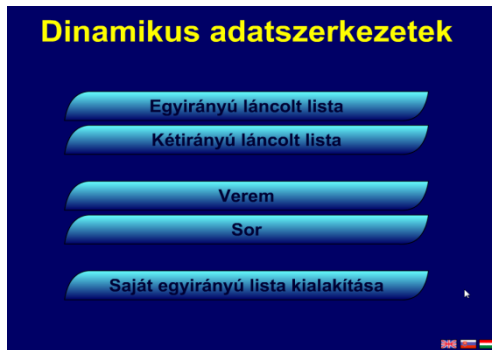 Dinamikus adatszerkezetek
Egyirányú láncolt lista
Kétirányú láncolt lista
Verem
Sor
Saját egyirányú lista kialakítása